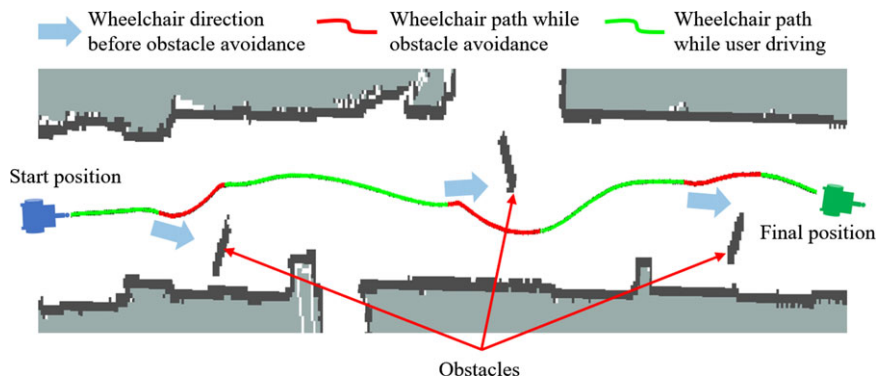 Wheelchair direction
before obstacle avoidance
Wheelchair path while
obstacle avoidance
Wheelchair path
while user driving
Start position
Final position
Obstacles